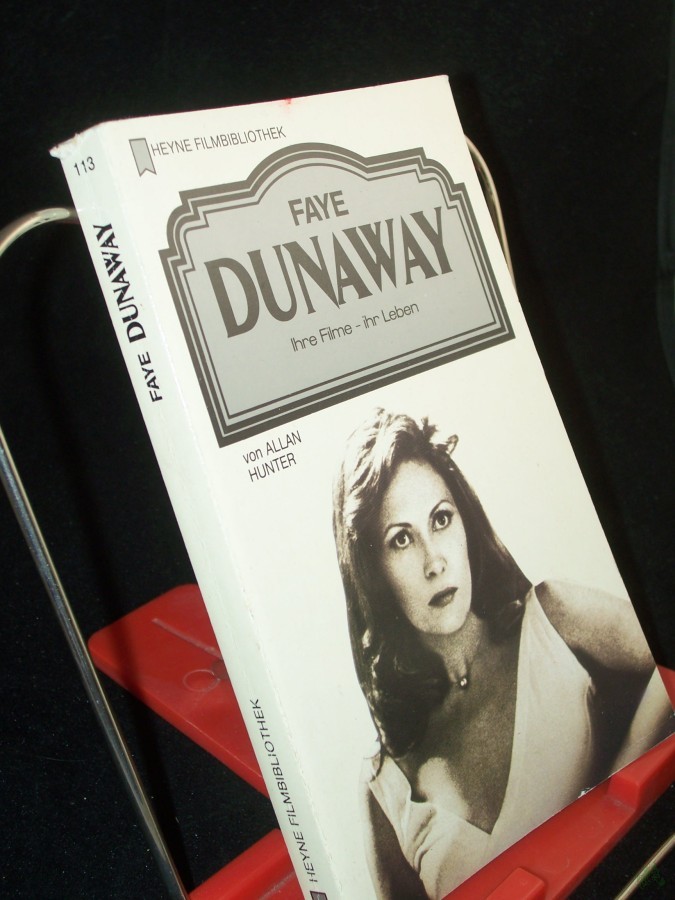 HEYNE FILMBIBLIOTHEK
FAYE
DUNAWAY
Ihre Filme - ihr Leben
von ALLAN
HUNTER
113
FAYE DUNAWAY
HEYNE FILMBIBLIOTHEK